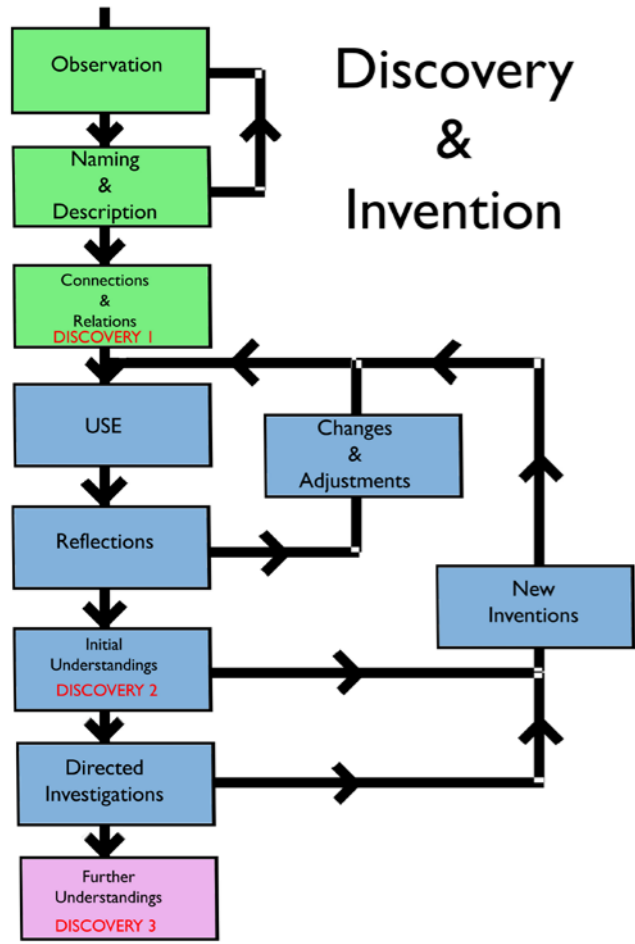 Discovery
&
Invention
Observation
Naming
&
Description
Connections
&
Relations
DISCOVERY 1
USE
Changes
&
Adjustments
Reflections
New
Inventions
Initial
Understandings
DISCOVERY 2
Directed
Investigations
Further
Understandings
DISCOVERY 3